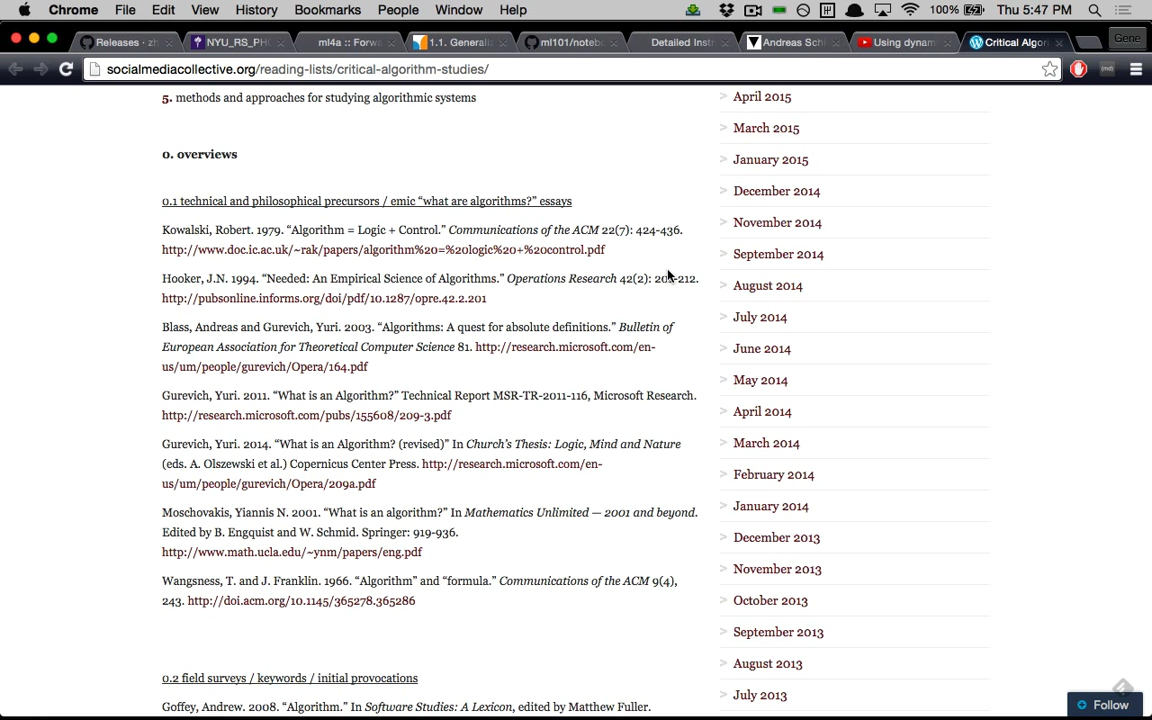 Chrome File Edit View History Bookmarks People Window Help 100% Thu 5:47 PM
Releases · zh NYU_RS_PH ml4a :: Forwa 1.1. Generaliz ml101/noteb Detailed Instr Andreas Sch Using dynam Critical Algori Gene
socialmediacollective.org/reading-lists/critical-algorithm-studies/
5. methods and approaches for studying algorithmic systems
0. overviews
0.1 technical and philosophical precursors / emic “what are algorithms?” essays
Kowalski, Robert. 1979. “Algorithm = Logic + Control.” Communications of the ACM 22(7): 424-436.
http://www.doc.ic.ac.uk/~rak/papers/algorithm%20=%20logic%20+%20control.pdf
Hooker, J.N. 1994. “Needed: An Empirical Science of Algorithms.” Operations Research 42(2): 201-212.
http://pubsonline.informs.org/doi/pdf/10.1287/opre.42.2.201
Blass, Andreas and Gurevich, Yuri. 2003. “Algorithms: A quest for absolute definitions.” Bulletin of
European Association for Theoretical Computer Science 81. http://research.microsoft.com/en-
us/um/people/gurevich/Opera/164.pdf
Gurevich, Yuri. 2011. “What is an Algorithm?” Technical Report MSR-TR-2011-116, Microsoft Research.
http://research.microsoft.com/pubs/155608/209-3.pdf
Gurevich, Yuri. 2014. “What is an Algorithm? (revised)” In Church’s Thesis: Logic, Mind and Nature
(eds. A. Olszewski et al.) Copernicus Center Press. http://research.microsoft.com/en-
us/um/people/gurevich/Opera/209a.pdf
Moschovakis, Yiannis N. 2001. “What is an algorithm?” In Mathematics Unlimited — 2001 and beyond.
Edited by B. Engquist and W. Schmid. Springer: 919-936.
http://www.math.ucla.edu/~ynm/papers/eng.pdf
Wangsness, T. and J. Franklin. 1966. “Algorithm” and “formula.” Communications of the ACM 9(4),
243. http://doi.acm.org/10.1145/365278.365286
0.2 field surveys / keywords / initial provocations
Goffey, Andrew. 2008. “Algorithm.” In Software Studies: A Lexicon, edited by Matthew Fuller.
> April 2015
> March 2015
> January 2015
> December 2014
> November 2014
> September 2014
> August 2014
> July 2014
> June 2014
> May 2014
> April 2014
> March 2014
> February 2014
> January 2014
> December 2013
> November 2013
> October 2013
> September 2013
> August 2013
> July 2013
Follow